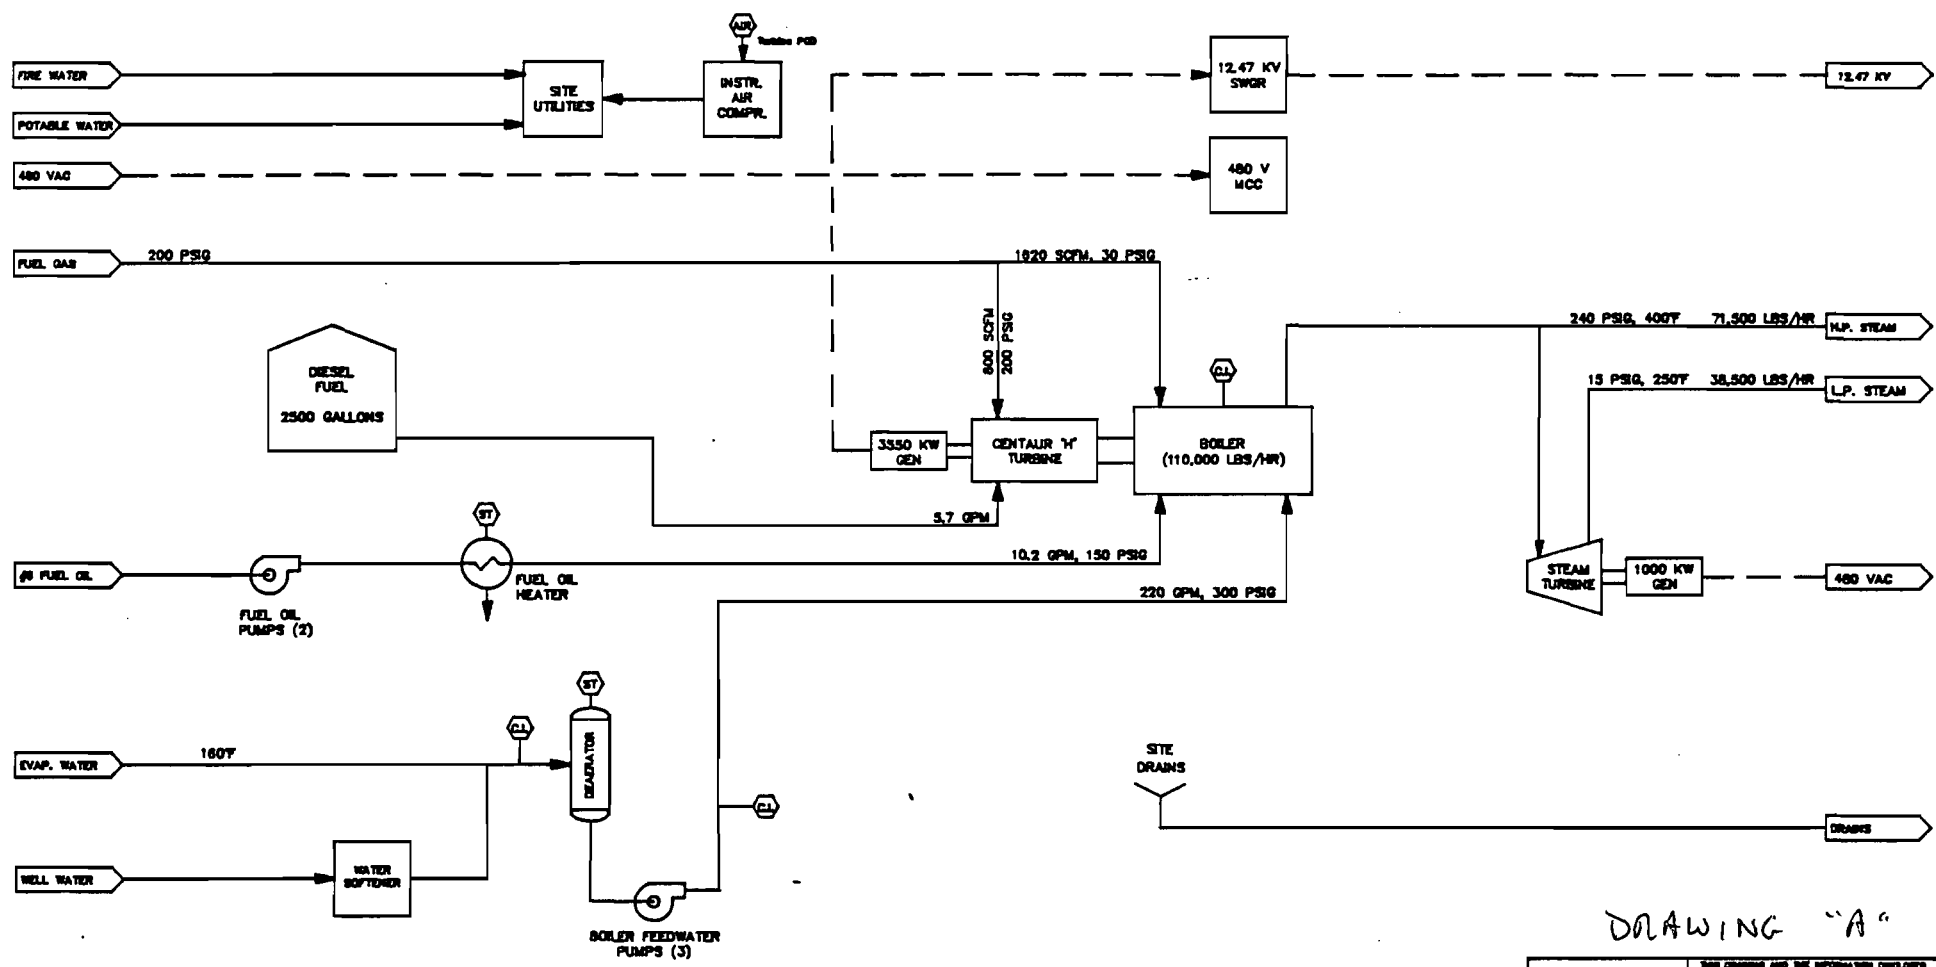 AIR
Turbine PCD
FIRE WATER
SITE
UTILITIES
INSTR.
AIR
COMPR.
12.47 KV
SWGR
12.47 KV
POTABLE WATER
480 VAC
480 V
MCC
FUEL GAS
200 PSIG
1620 SCFM, 30 PSIG
800 SCFM
200 PSIG
240 PSIG, 400°F
71,500 LBS/HR
H.P. STEAM
DIESEL
FUEL
2500 GALLONS
C.I.
15 PSIG, 250°F
38,500 LBS/HR
L.P. STEAM
3550 KW
GEN
CENTAUR "H"
TURBINE
BOILER
(110,000 LBS/HR)
5.7 GPM
ST
10.2 GPM, 150 PSIG
#6 FUEL OIL
FUEL OIL
HEATER
FUEL OIL
PUMPS (2)
220 GPM, 300 PSIG
STEAM
TURBINE
1000 KW
GEN
480 VAC
ST
C.I.
EVAP. WATER
160°F
DEAERATOR
SITE
DRAINS
C.I.
DRAINS
WELL WATER
WATER
SOFTENER
BOILER FEEDWATER
PUMPS (3)
DRAWING "A"